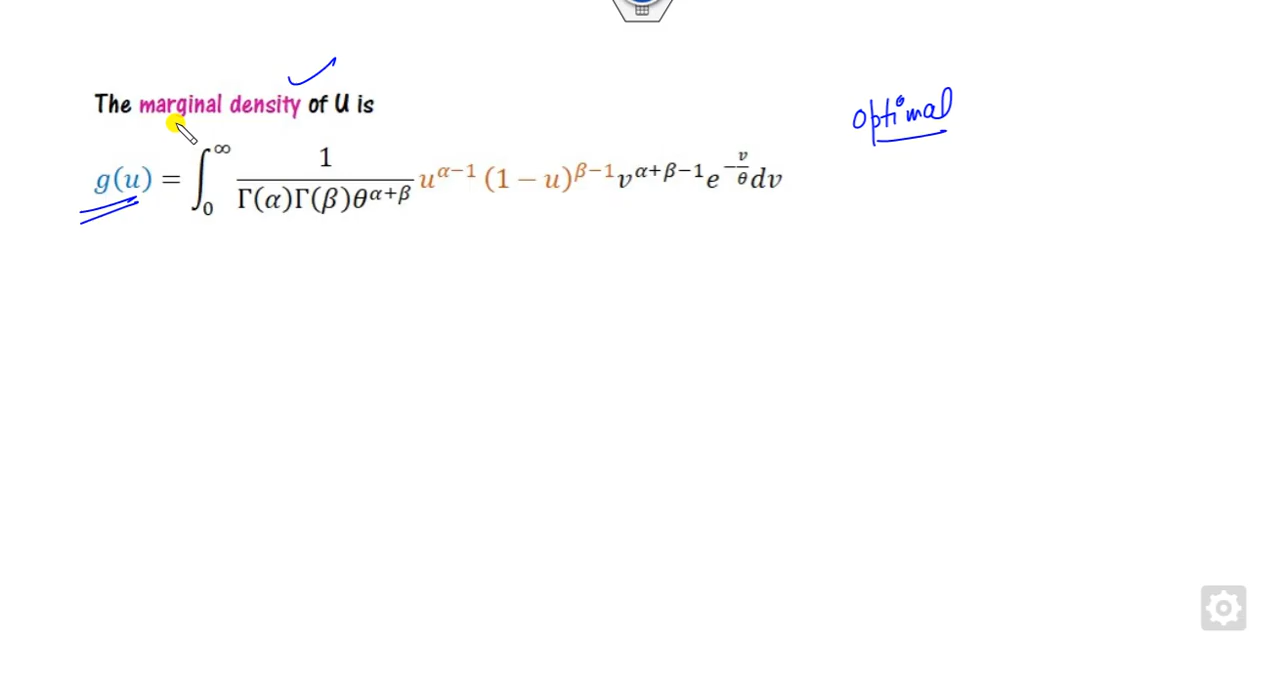 The marginal density of U is
optimal
g(u) = ∫₀^∞ 1/(Γ(α)Γ(β)θ^(α+β)) u^(α−1) (1 − u)^(β−1) v^(α+β−1) e^(−v/θ) dv